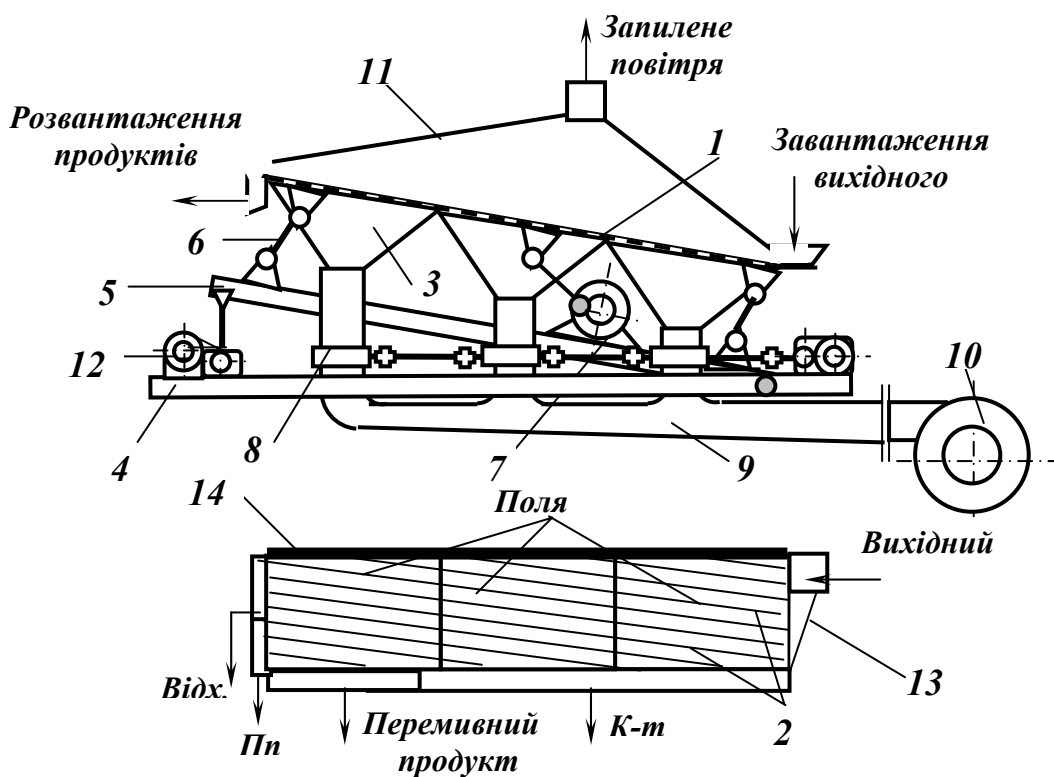 Запилене
повітря
11
Розвантаження
продуктів
1
Завантаження
вихідного
6
3
5
12
10
4
8
7
9
14
Поля
Вихідний
13
Відх.
Пп
Перемивний
продукт
К-т
2